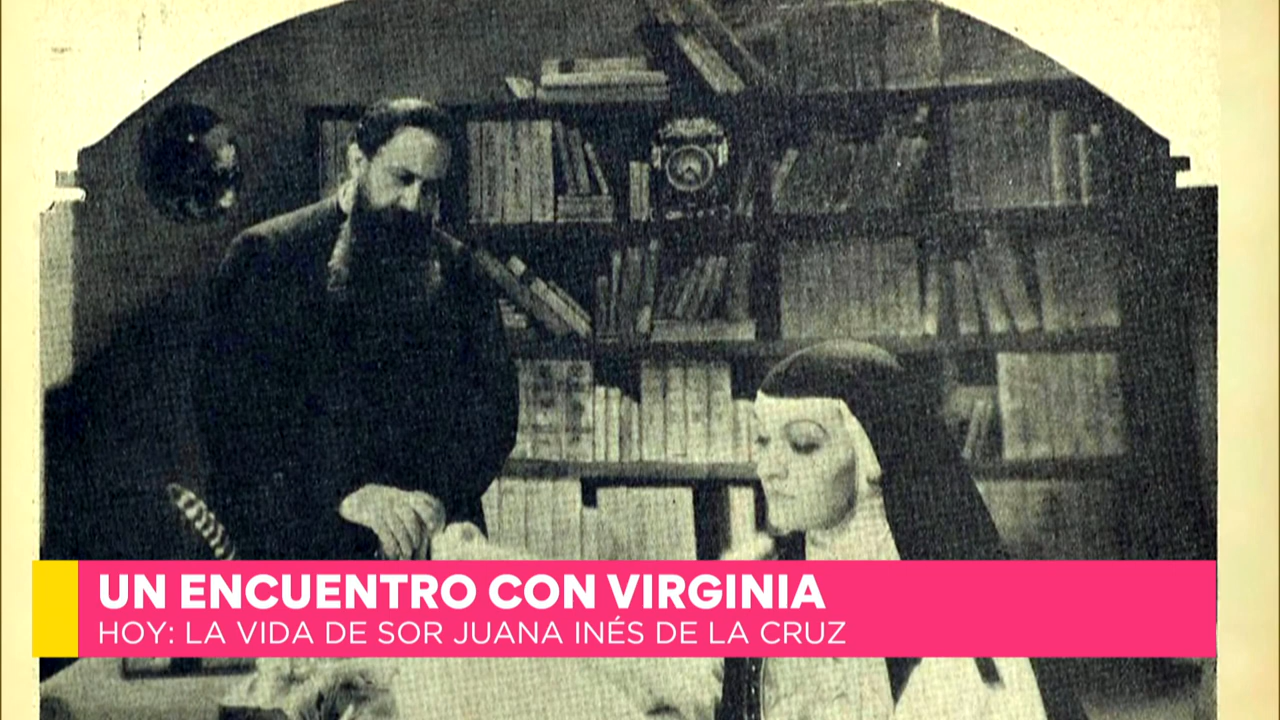 UN ENCUENTRO CON VIRGINIA
HOY: LA VIDA DE SOR JUANA INÉS DE LA CRUZ